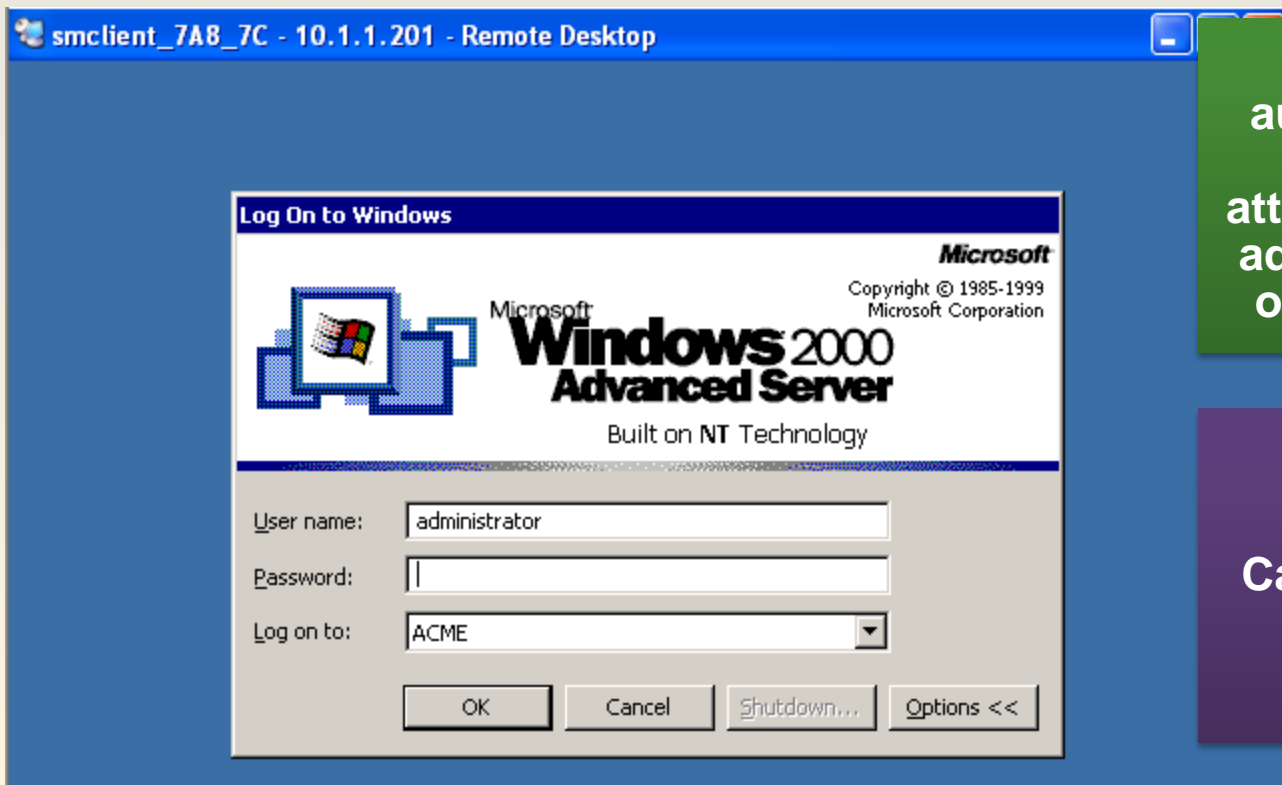 smclient_7A8_7C - 10.1.1.201 - Remote Desktop
Log On to Windows
Microsoft
Copyright © 1985-1999
Microsoft Corporation
Microsoft
Windows 2000
Advanced Server
Built on NT Technology
User name: administrator
Password:
Log on to: ACME
OK Cancel Shutdown... Options <<